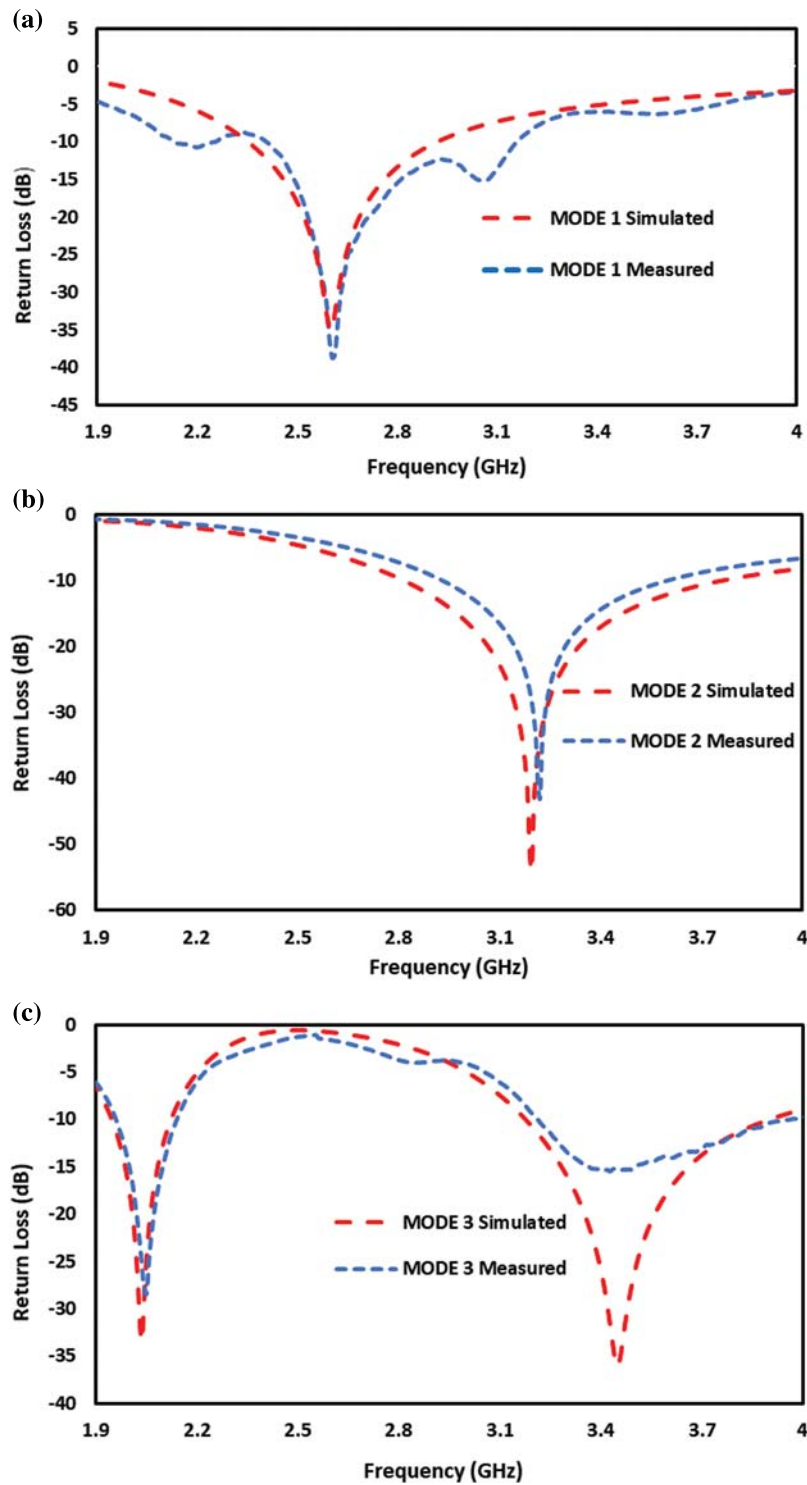 (a)
5
0
-5
-10
-15
-20
-25
-30
-35
-40
-45
Return Loss (dB)
MODE 1 Simulated
MODE 1 Measured
1.9 2.2 2.5 2.8 3.1 3.4 3.7 4
Frequency (GHz)
(b)
0
-10
-20
-30
-40
-50
-60
Return Loss (dB)
MODE 2 Simulated
MODE 2 Measured
1.9 2.2 2.5 2.8 3.1 3.4 3.7 4
Frequency (GHz)
(c)
0
-5
-10
-15
-20
-25
-30
-35
-40
Return Loss (dB)
MODE 3 Simulated
MODE 3 Measured
1.9 2.2 2.5 2.8 3.1 3.4 3.7 4
Frequency (GHz)